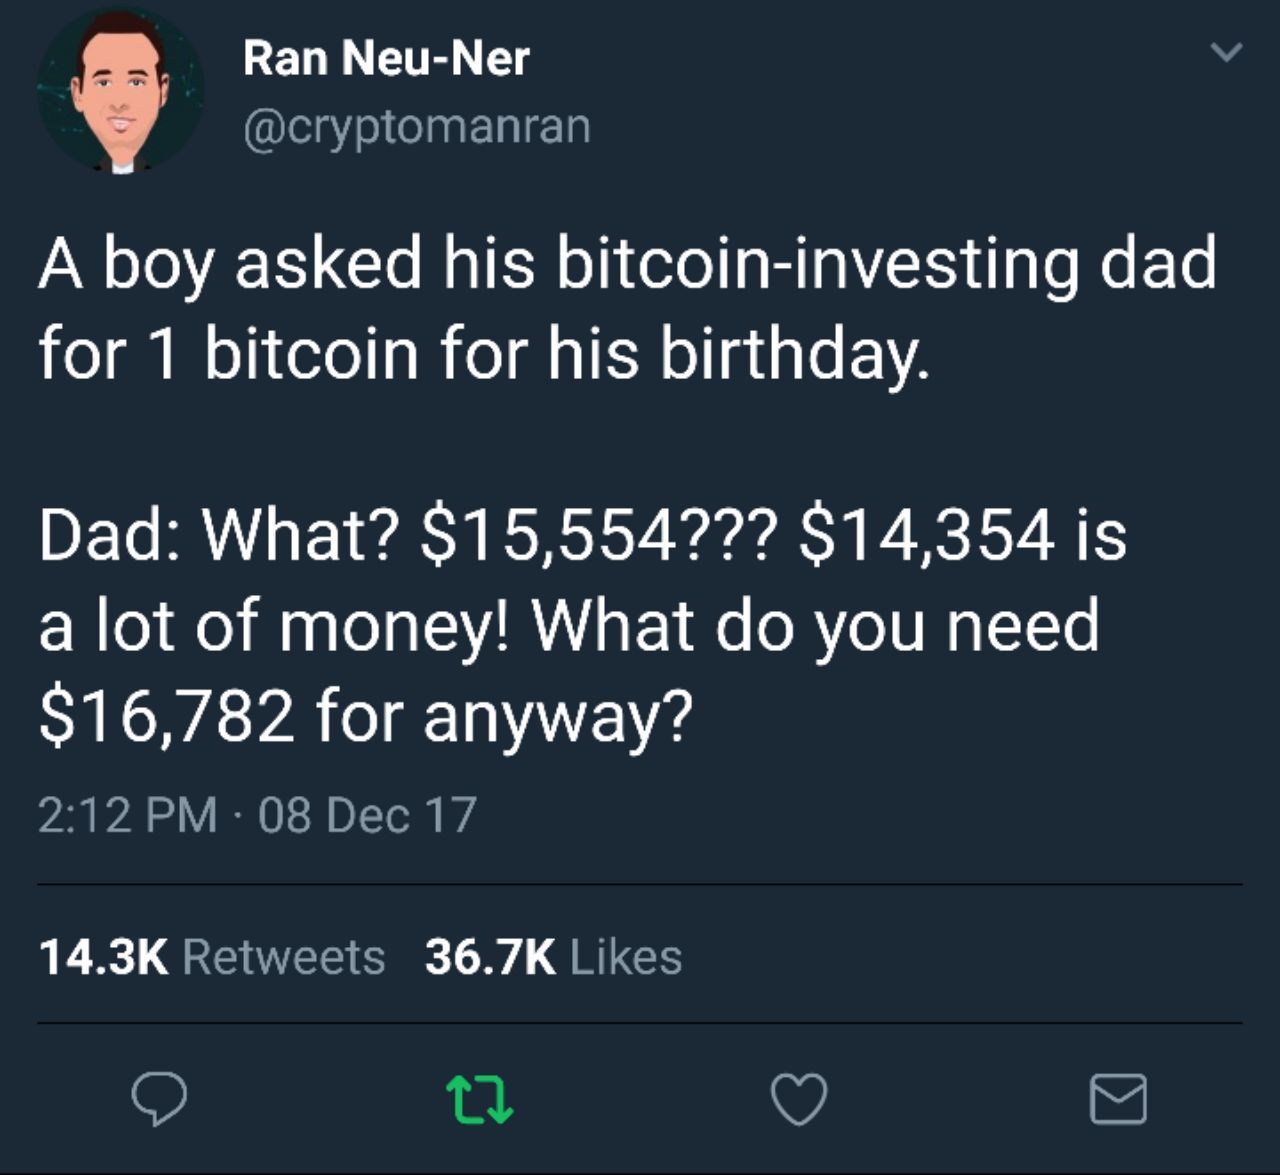 Ran Neu-Ner
@cryptomanran
A boy asked his bitcoin-investing dad
for 1 bitcoin for his birthday.
Dad: What? $15,554??? $14,354 is
a lot of money! What do you need
$16,782 for anyway?
2:12 PM · 08 Dec 17
14.3K Retweets 36.7K Likes